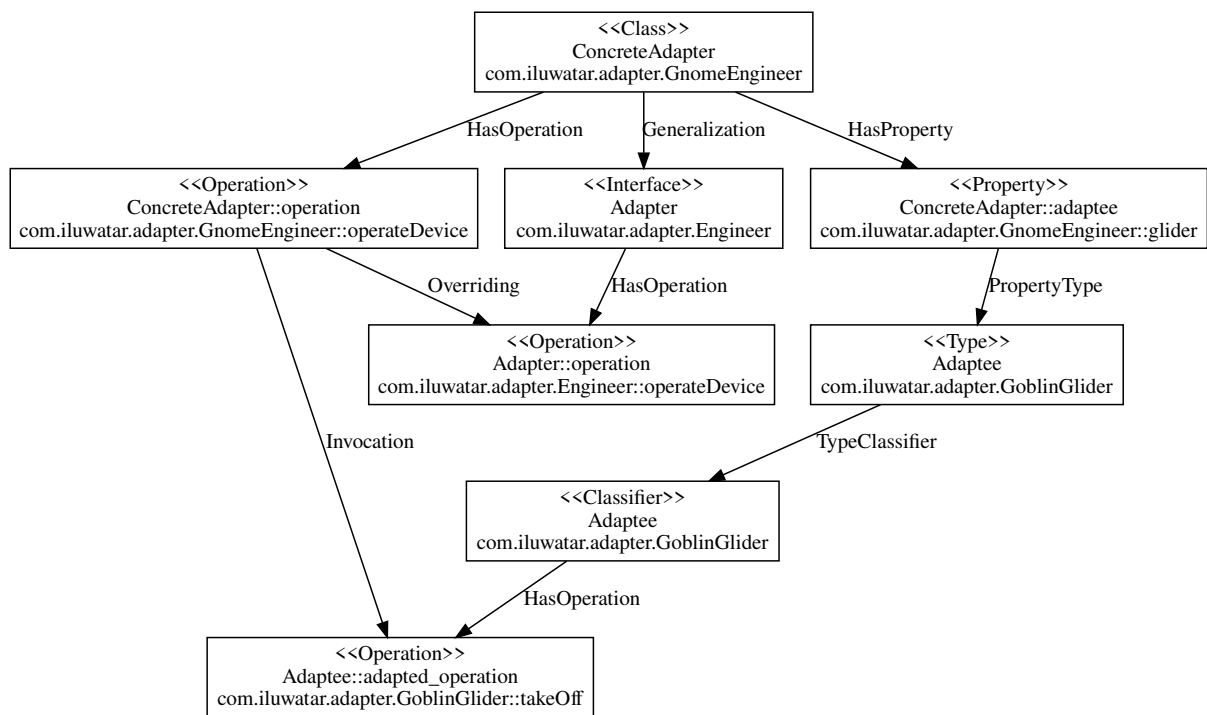 <<Class>>
ConcreteAdapter
com.iluwatar.adapter.GnomeEngineer
HasOperation
Generalization
HasProperty
<<Operation>>
ConcreteAdapter::operation
com.iluwatar.adapter.GnomeEngineer::operateDevice
<<Interface>>
Adapter
com.iluwatar.adapter.Engineer
<<Property>>
ConcreteAdapter::adaptee
com.iluwatar.adapter.GnomeEngineer::glider
Overriding
HasOperation
PropertyType
<<Operation>>
Adapter::operation
com.iluwatar.adapter.Engineer::operateDevice
<<Type>>
Adaptee
com.iluwatar.adapter.GoblinGlider
Invocation
TypeClassifier
<<Classifier>>
Adaptee
com.iluwatar.adapter.GoblinGlider
HasOperation
<<Operation>>
Adaptee::adapted_operation
com.iluwatar.adapter.GoblinGlider::takeOff